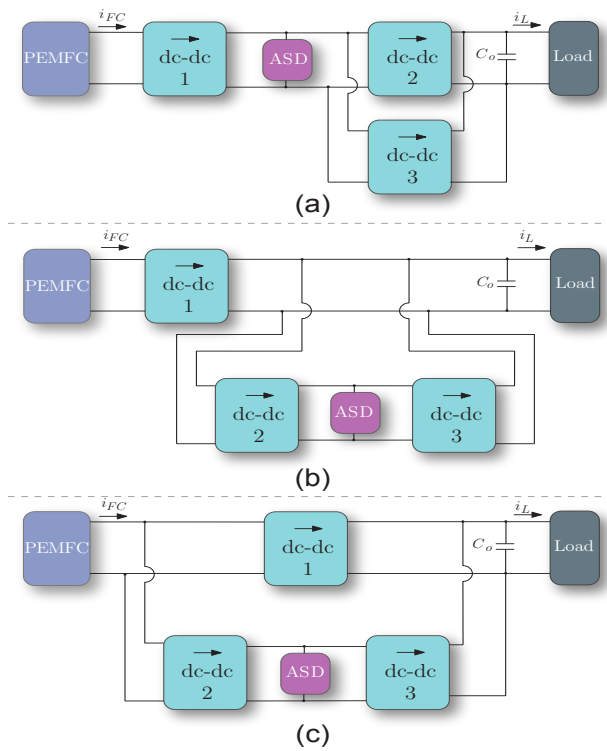 i_FC
i_L
PEMFC
dc-dc
1
ASD
dc-dc
2
C_o
Load
dc-dc
3
(a)
i_FC
i_L
PEMFC
dc-dc
1
C_o
Load
dc-dc
2
ASD
dc-dc
3
(b)
i_FC
i_L
PEMFC
dc-dc
1
C_o
Load
dc-dc
2
ASD
dc-dc
3
(c)